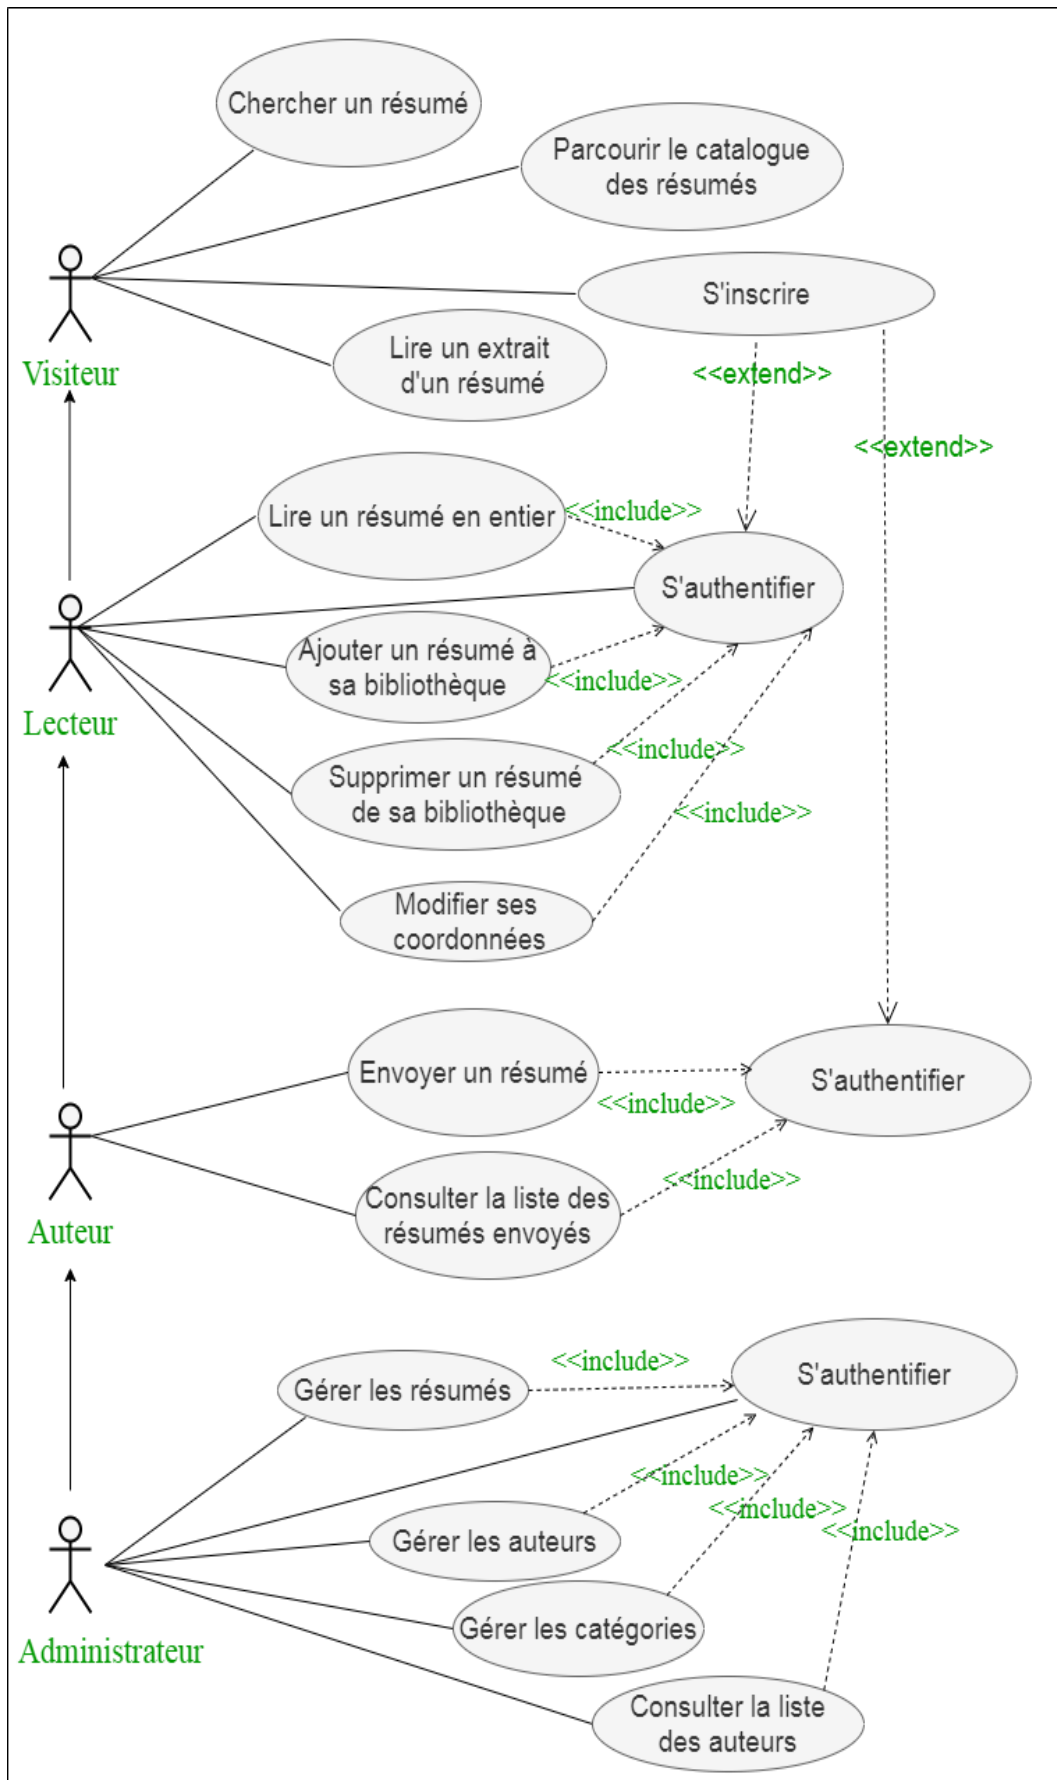 Chercher un résumé
Parcourir le catalogue
des résumés
S'inscrire
Lire un extrait
d'un résumé
Visiteur
<<extend>>
<<extend>>
Lire un résumé en entier
<<include>>
S'authentifier
Ajouter un résumé à
sa bibliothèque
<<include>>
Lecteur
Supprimer un résumé
de sa bibliothèque
<<include>>
<<include>>
Modifier ses
coordonnées
Envoyer un résumé
S'authentifier
<<include>>
Consulter la liste des
résumés envoyés
<<include>>
Auteur
<<include>>
S'authentifier
Gérer les résumés
<<include>>
<<include>>
<<include>>
Gérer les auteurs
Gérer les catégories
Administrateur
Consulter la liste
des auteurs